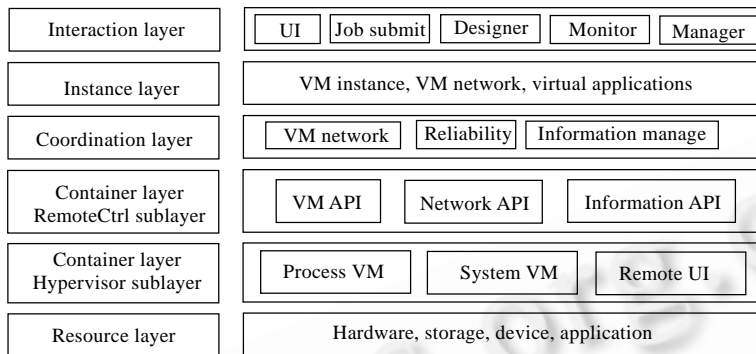 Interaction layer
UI Job submit Designer Monitor Manager
Instance layer
VM instance, VM network, virtual applications
Coordination layer
VM network Reliability Information manage
Container layer
RemoteCtrl sublayer
VM API Network API Information API
Container layer
Hypervisor sublayer
Process VM System VM Remote UI
Resource layer
Hardware, storage, device, application